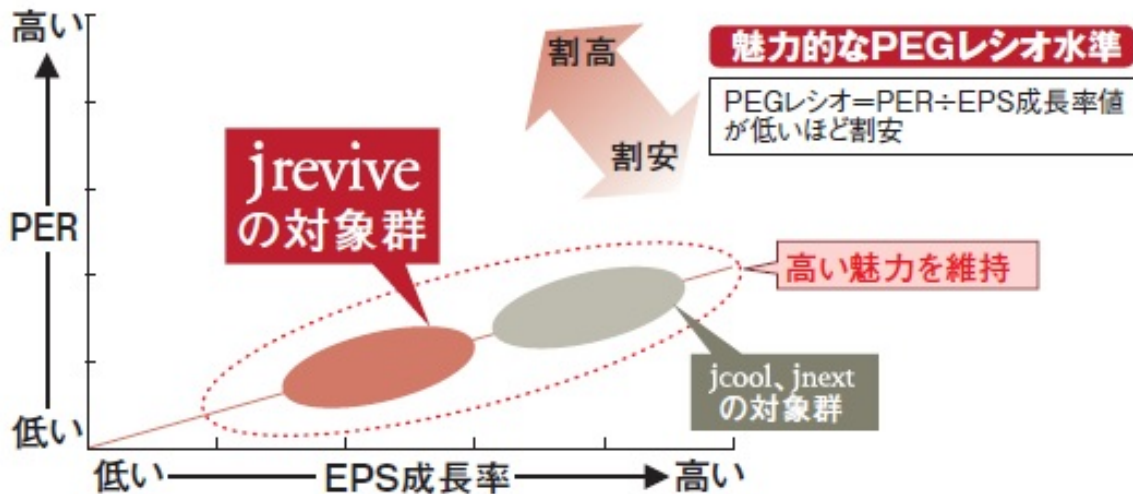 高い
PER
低い
低い
EPS成長率
高い
割高
割安
魅力的なPEGレシオ水準
PEGレシオ=PER÷EPS成長率値
が低いほど割安
jrevive
の対象群
高い魅力を維持
jcool、jnext
の対象群